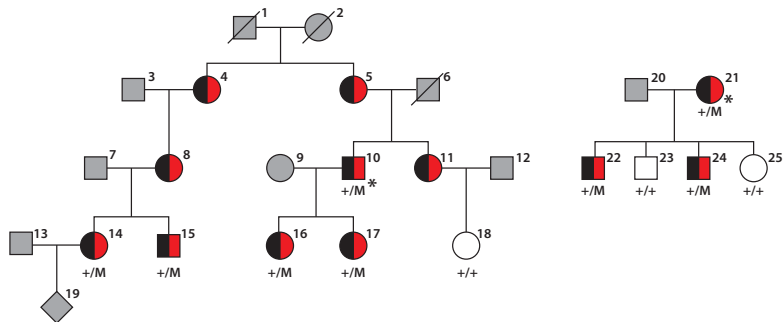 1 2
3 4 5 6 20 21
+/M *
7 8 9 10 11 12 22 23 24 25
+/M * +/M +/+ +/M +/+
13 14 15 16 17 18
+/M +/M +/M +/M +/+
19